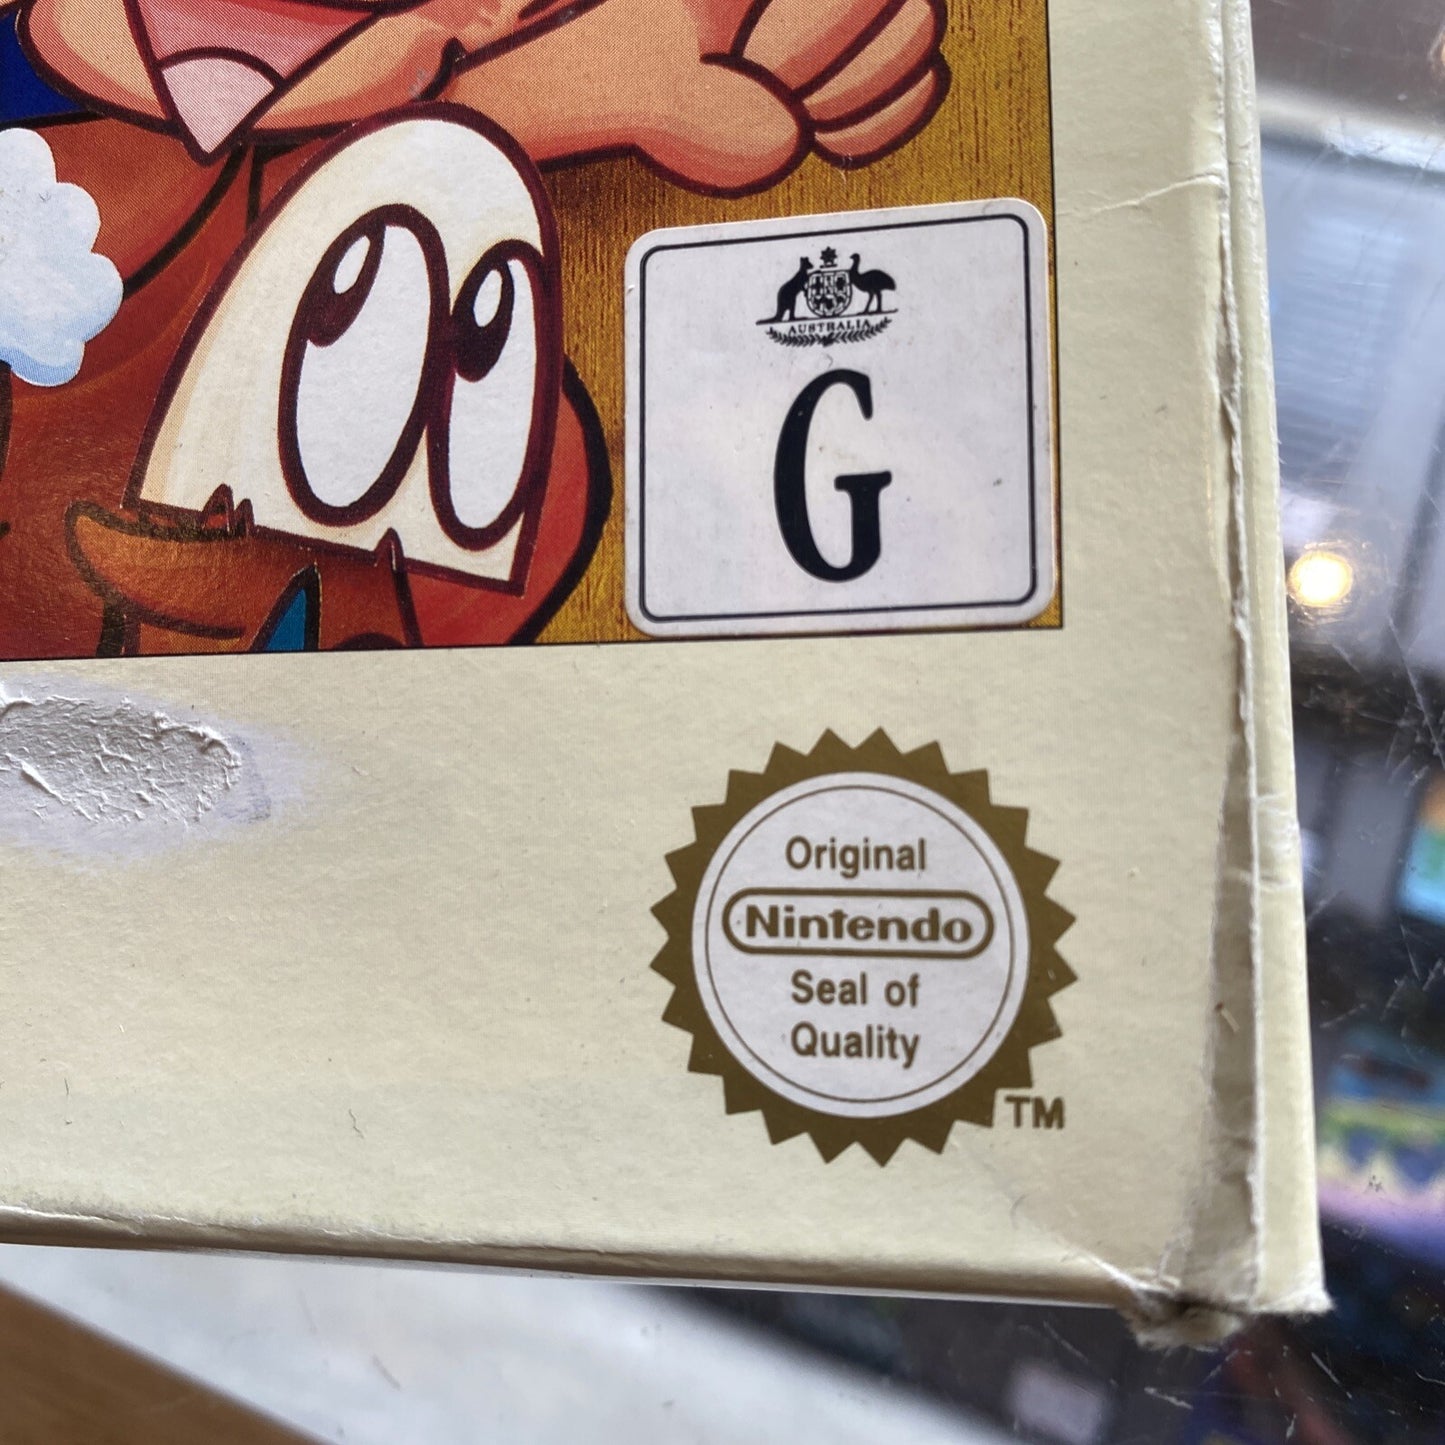 AUSTRALIA
G
Original
Nintendo
Seal of
Quality
TM